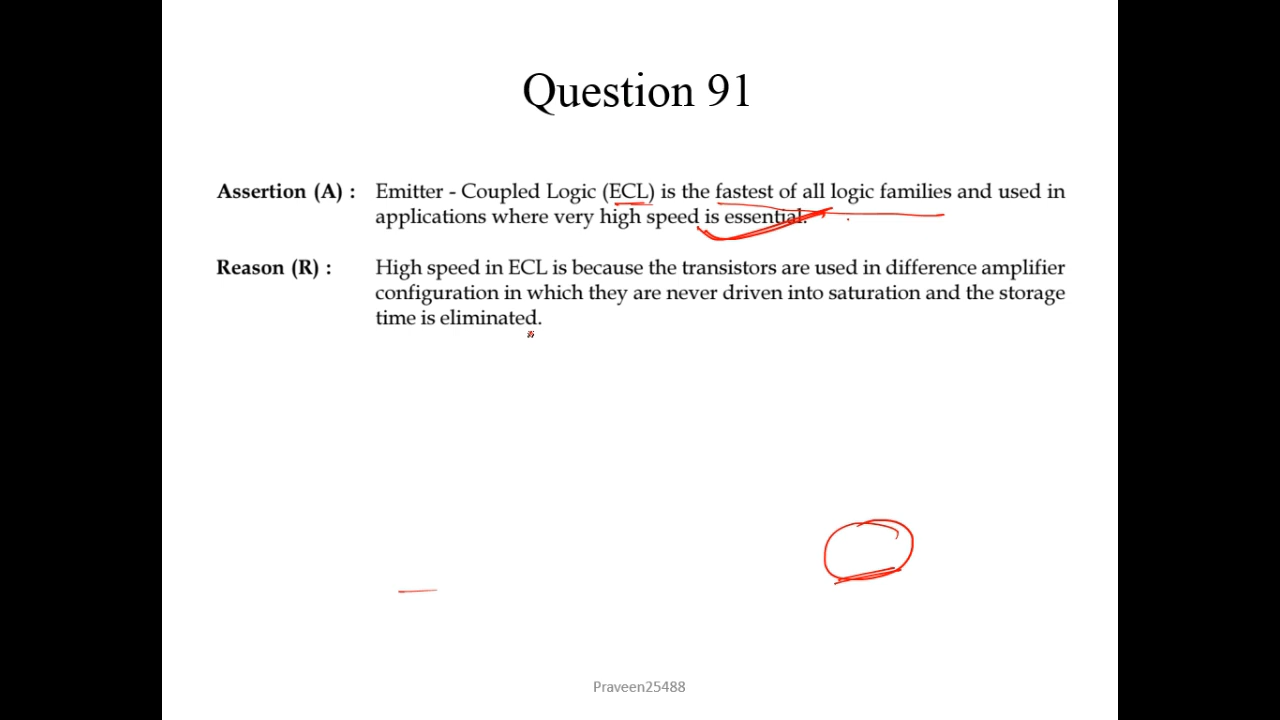 Question 91
Assertion (A) : Emitter - Coupled Logic (ECL) is the fastest of all logic families and used in
applications where very high speed is essential.
Reason (R) : High speed in ECL is because the transistors are used in difference amplifier
configuration in which they are never driven into saturation and the storage
time is eliminated.
Praveen25488